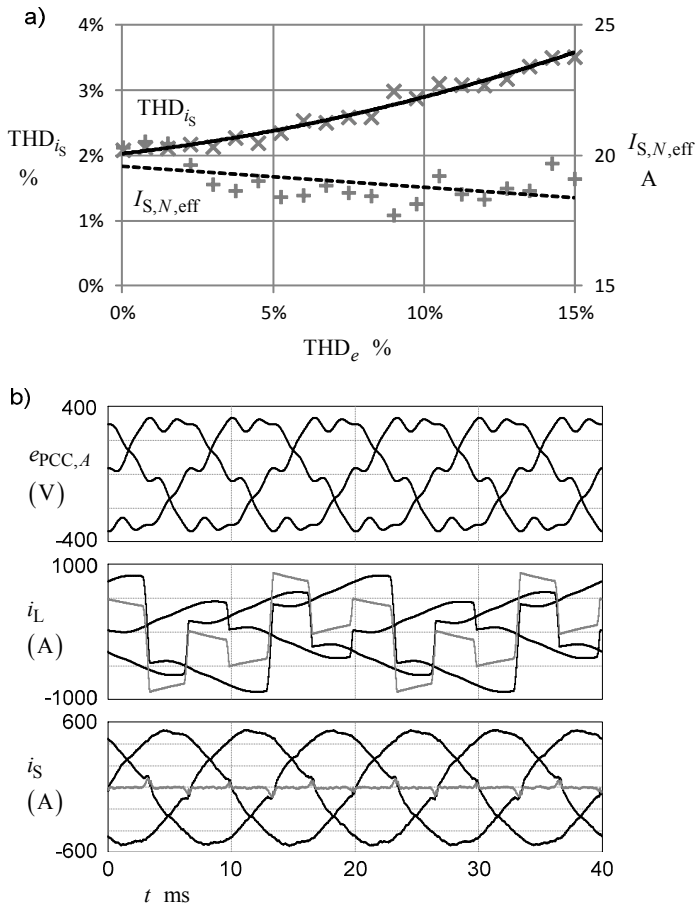 a)
4%
3%
2%
1%
0%
THD_iS
%
THD_iS
I_S,N,eff
25
20
15
I_S,N,eff
A
0%
5%
10%
15%
THD_e %
b)
400
e_PCC,A
(V)
-400
1000
i_L
(A)
-1000
600
i_S
(A)
-600
0
10
20
30
40
t ms